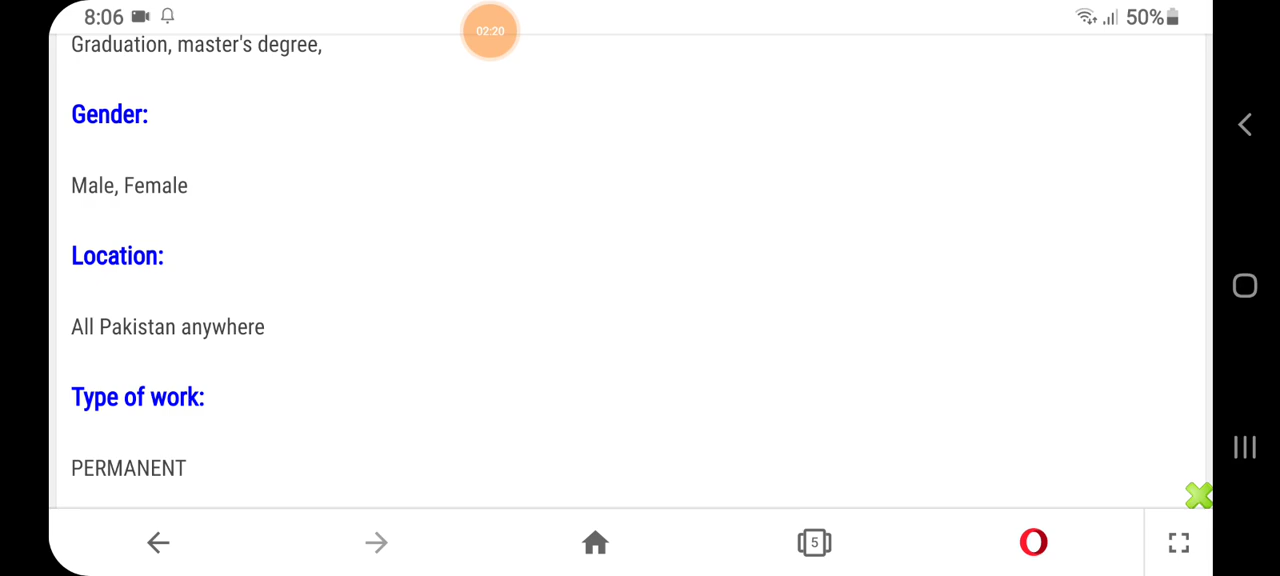 8:06
02:20
50%
Graduation, master's degree,
Gender:
Male, Female
Location:
All Pakistan anywhere
Type of work:
PERMANENT
5